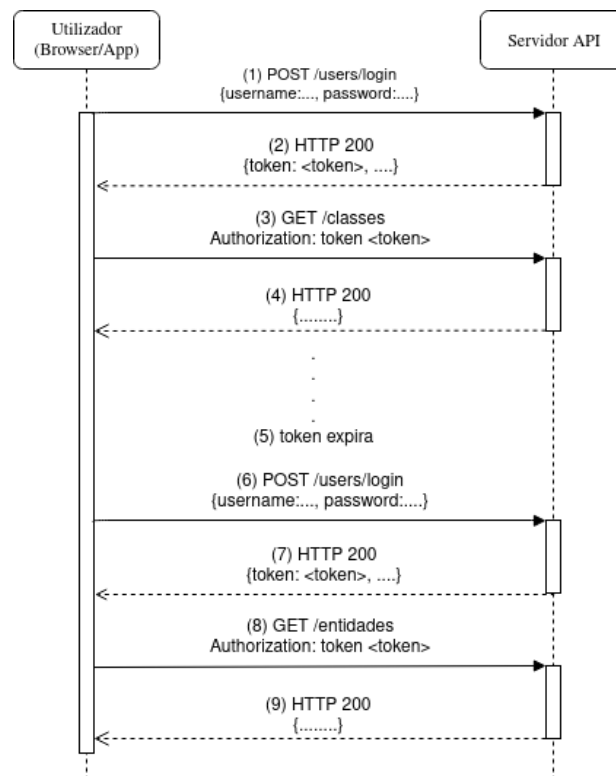 Utilizador
(Browser/App)
Servidor API
(1) POST /users/login
{username:..., password:....}
(2) HTTP 200
{token: <token>, ....}
(3) GET /classes
Authorization: token <token>
(4) HTTP 200
{........}
.
.
.
.
(5) token expira
(6) POST /users/login
{username:..., password:....}
(7) HTTP 200
{token: <token>, ....}
(8) GET /entidades
Authorization: token <token>
(9) HTTP 200
{........}